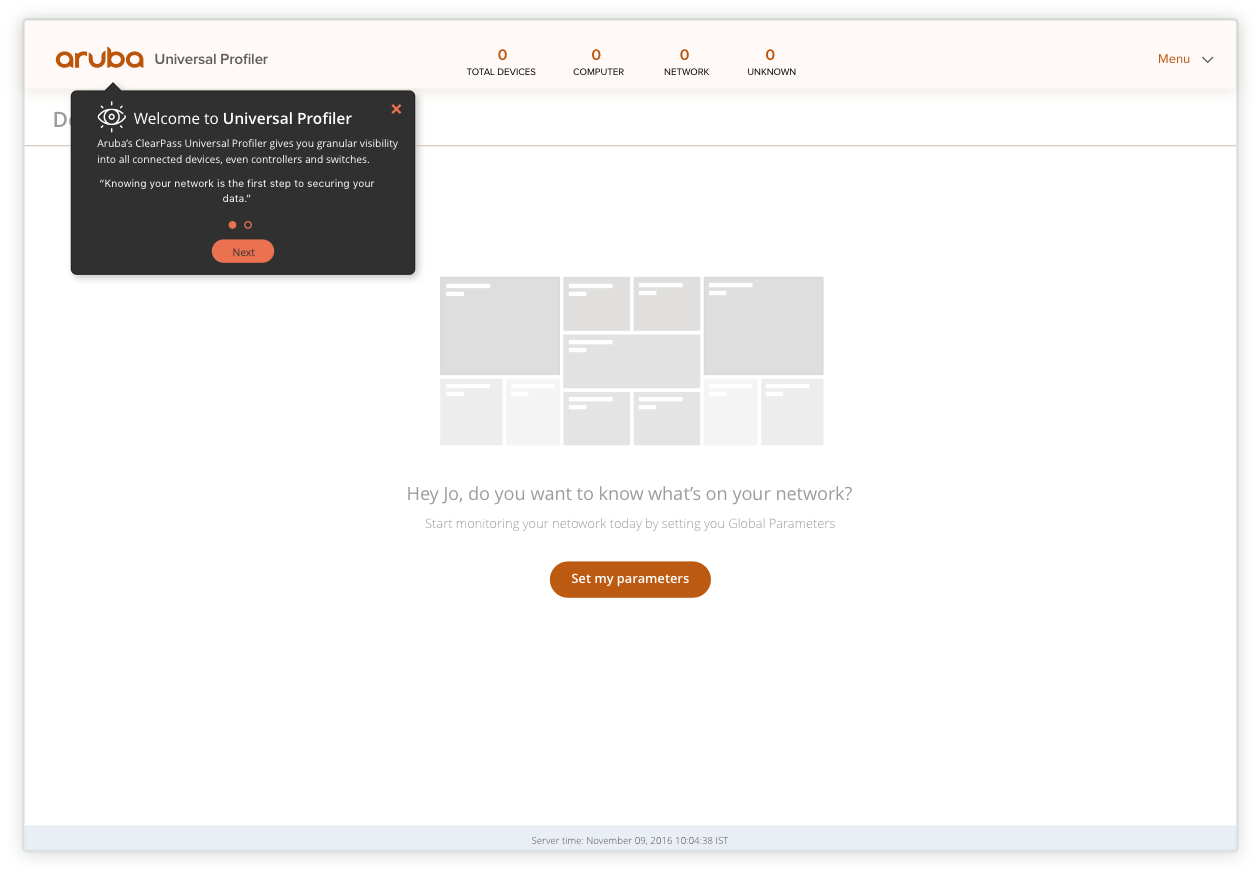 aruba Universal Profiler
0 0 0 0
TOTAL DEVICES COMPUTER NETWORK UNKNOWN
Menu
Welcome to Universal Profiler
Aruba’s ClearPass Universal Profiler gives you granular visibility
into all connected devices, even controllers and switches.
“Knowing your network is the first step to securing your
data.”
Next
Hey Jo, do you want to know what’s on your network?
Start monitoring your netowork today by setting you Global Parameters
Set my parameters
Server time: November 09, 2016 10:04:38 IST